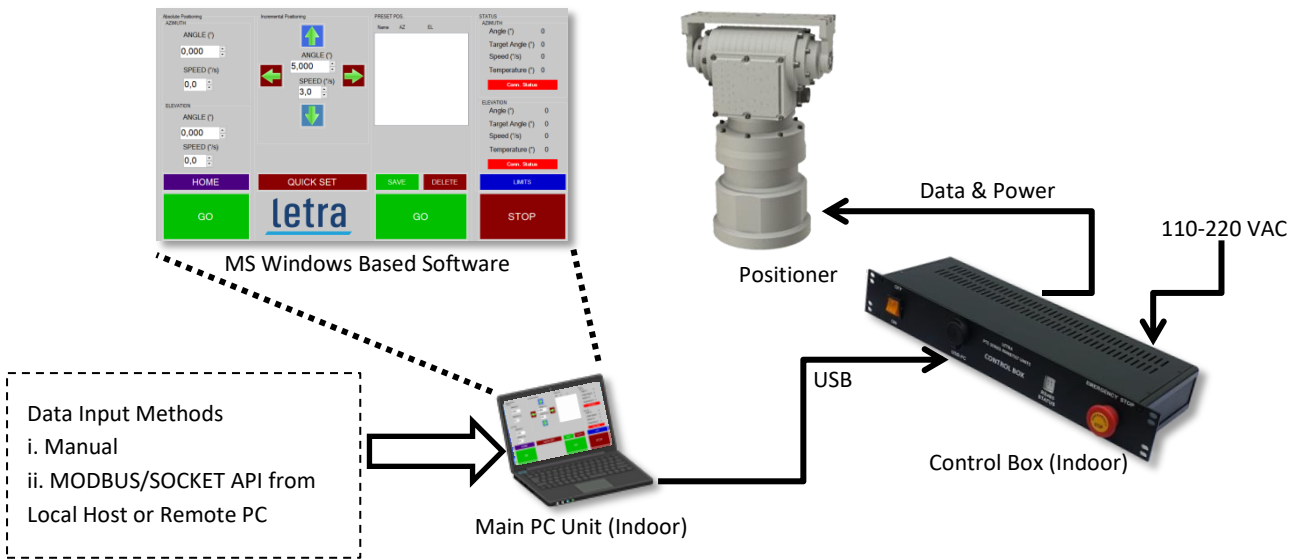 Absolute Positioning
AZIMUTH
ANGLE (°)
0,000
SPEED (°/s)
0,0
ELEVATION
ANGLE (°)
0,000
SPEED (°/s)
0,0
HOME
GO
Incremental Positioning
ANGLE (°)
5,000
SPEED (°/s)
3,0
QUICK SET
letra
PRESET POS.
Name AZ EL
SAVE DELETE
GO
STATUS
AZIMUTH
Angle (°) 0
Target Angle (°) 0
Speed (°/s) 0
Temperature (°) 0
Conn. Status
ELEVATION
Angle (°) 0
Target Angle (°) 0
Speed (°/s) 0
Temperature (°) 0
Conn. Status
LIMITS
STOP
MS Windows Based Software
Positioner
Data & Power
110-220 VAC
OFF
ON
USB-PC
CONTROL BOX
STATUS
EMERGENCY STOP
Control Box (Indoor)
USB
Data Input Methods
i. Manual
ii. MODBUS/SOCKET API from
Local Host or Remote PC
Main PC Unit (Indoor)